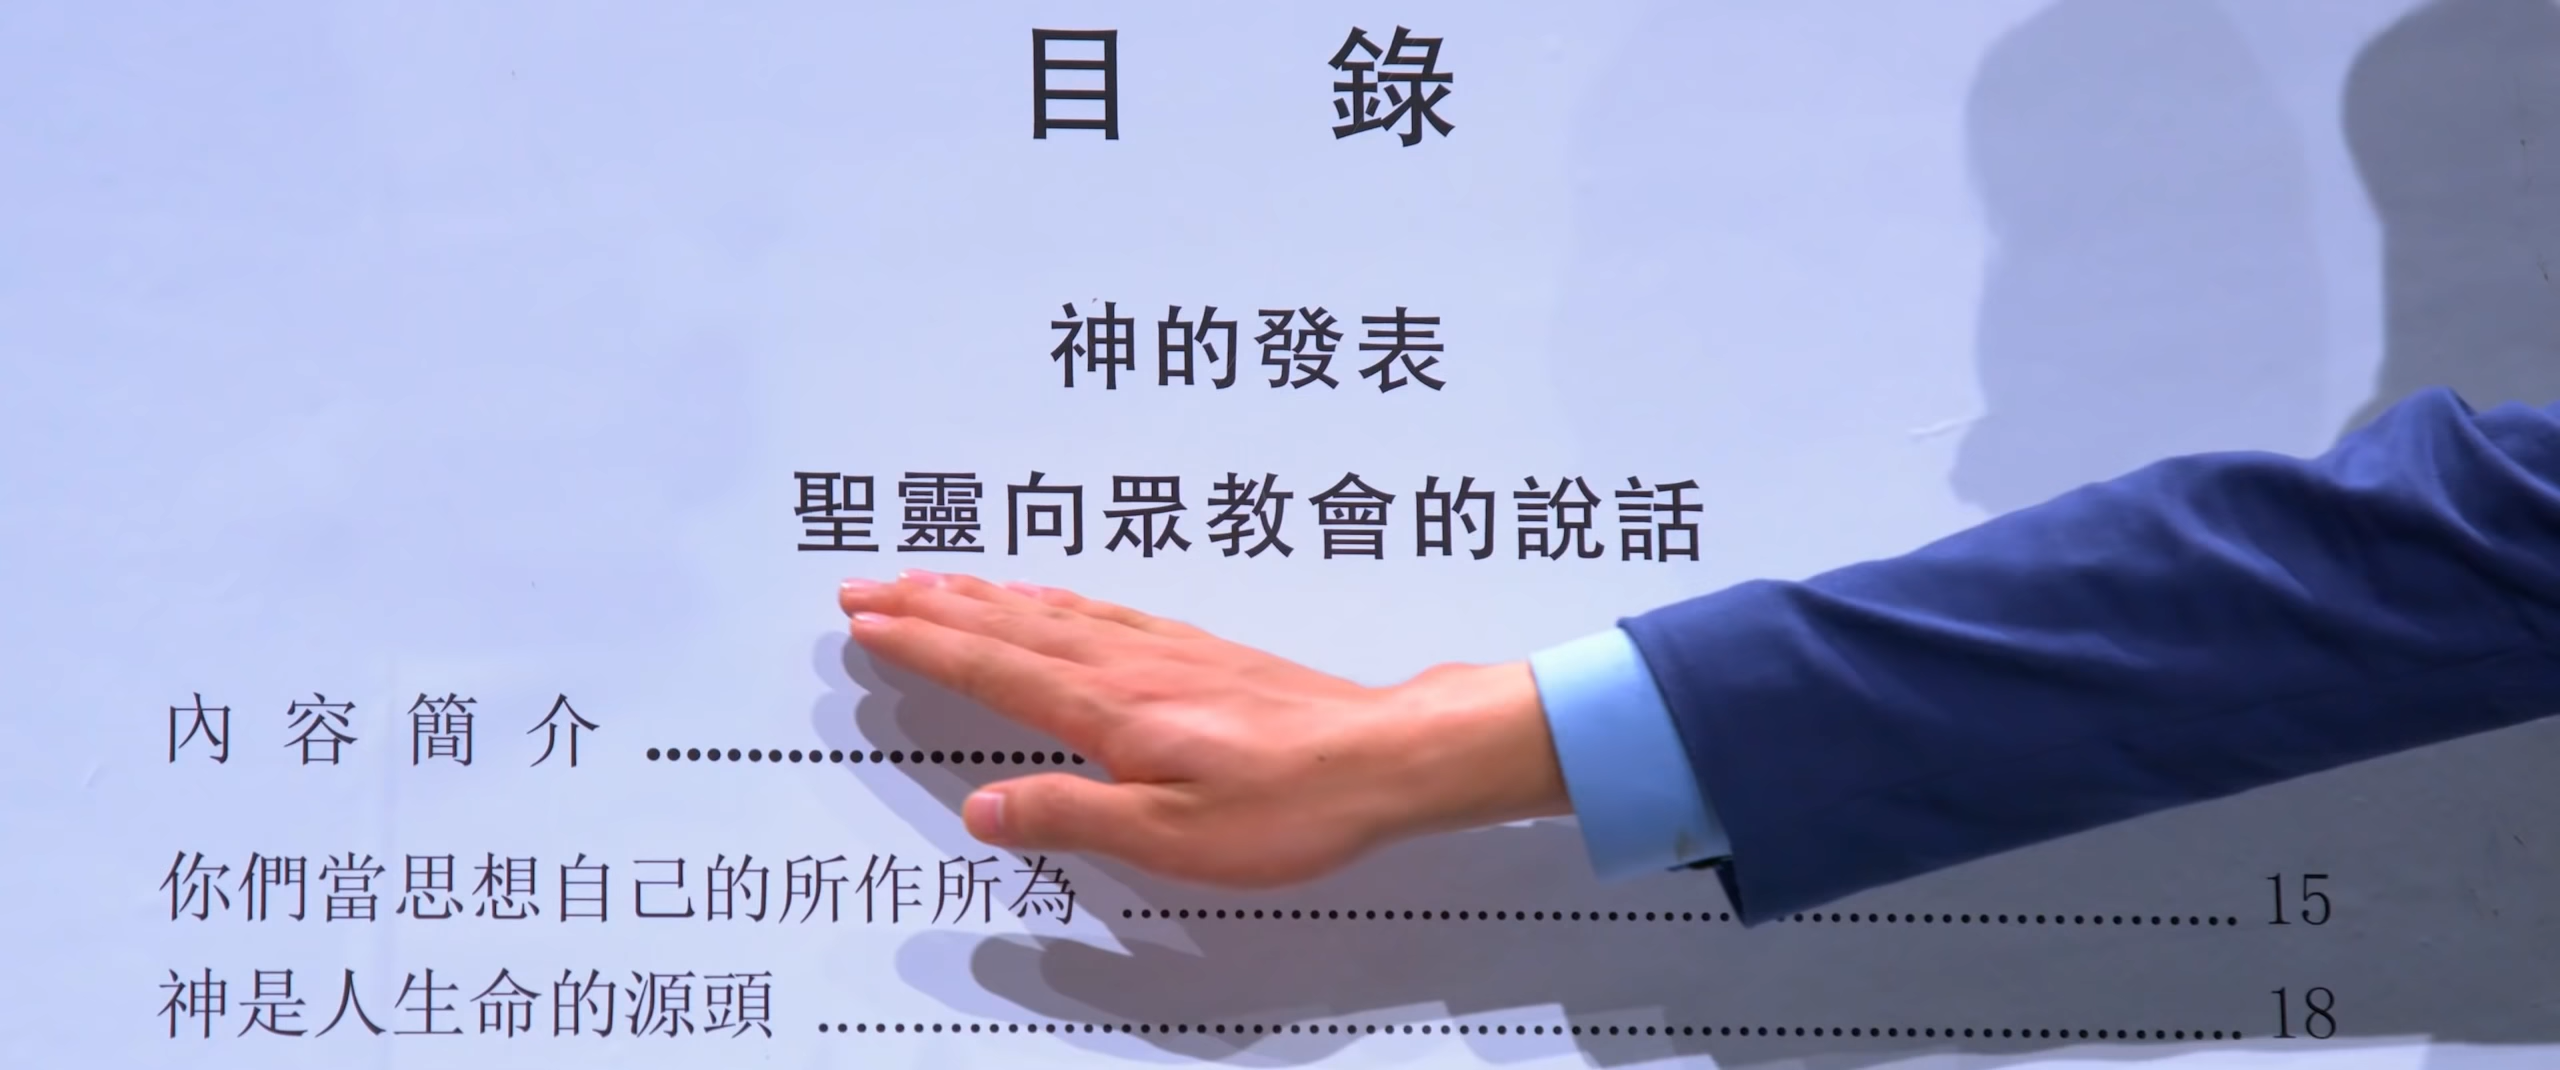 目 錄
神的發表
聖靈向眾教會的說話
內容簡介
你們當思想自己的所作所為 15
神是人生命的源頭 18